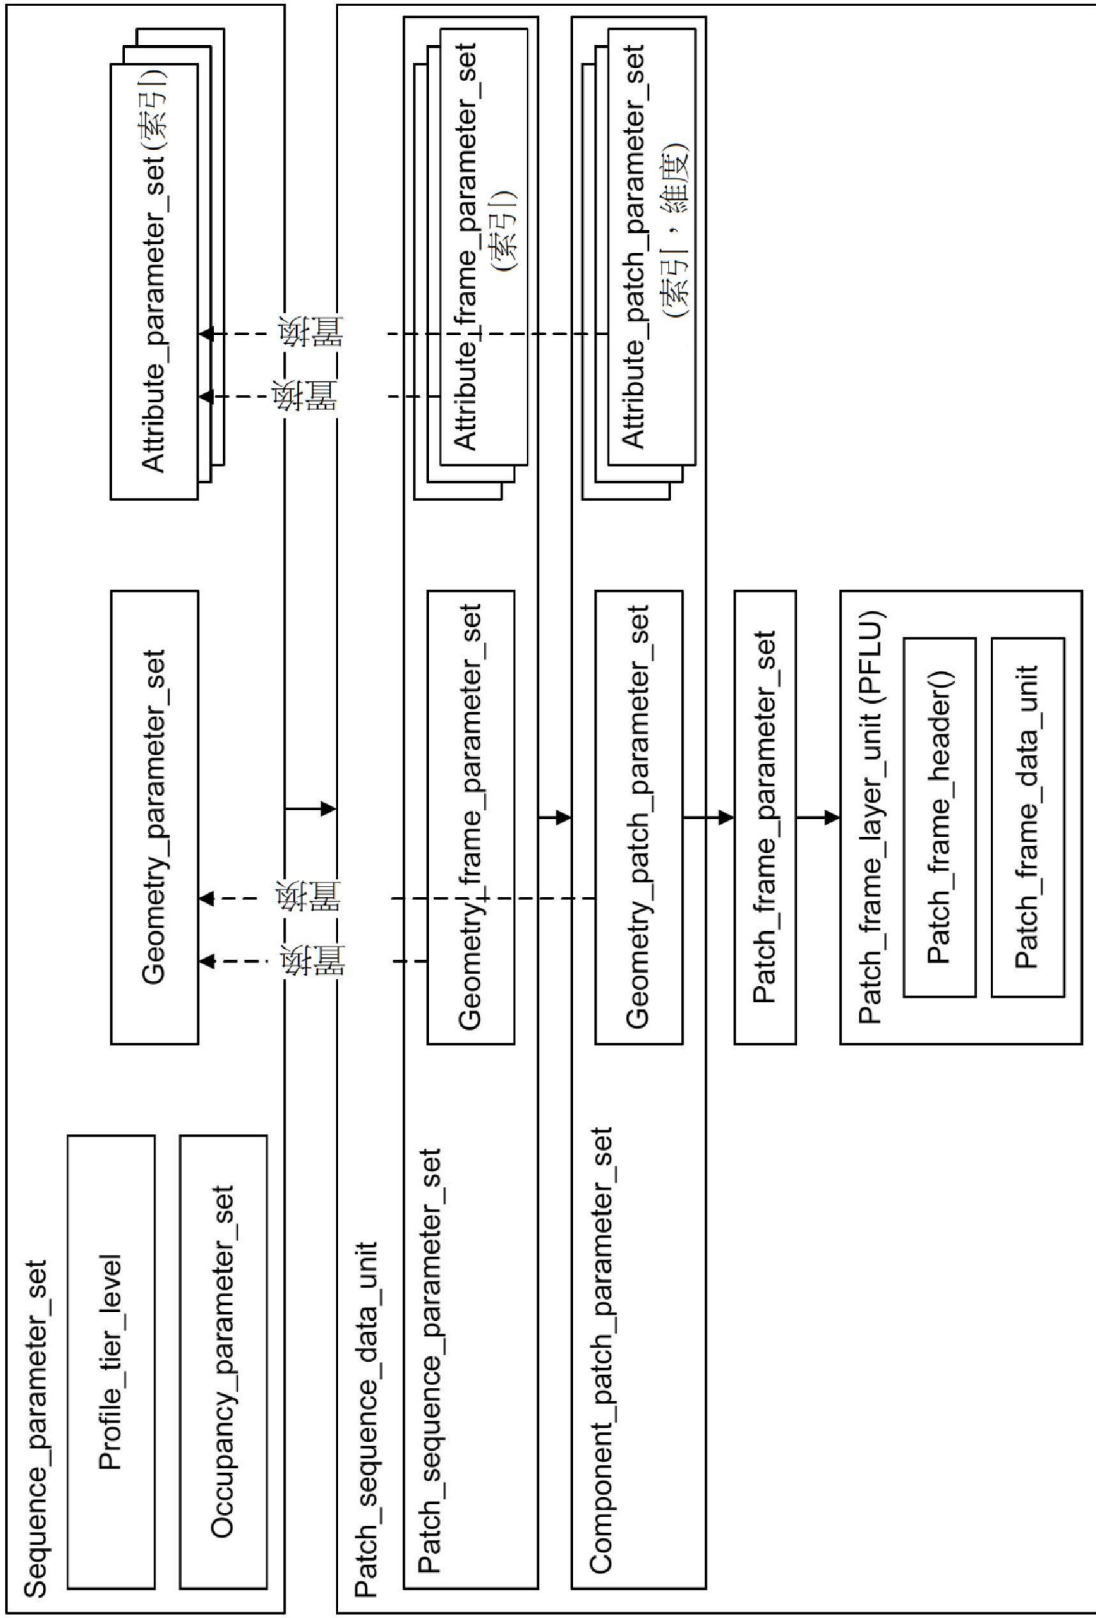 Sequence_parameter_set
Profile_tier_level
Occupancy_parameter_set
Geometry_parameter_set
Attribute_parameter_set(索引)
置換
置換
置換
置換
Patch_sequence_data_unit
Patch_sequence_parameter_set
Geometry_frame_parameter_set
Attribute_frame_parameter_set
(索引)
Component_patch_parameter_set
Geometry_patch_parameter_set
Attribute_patch_parameter_set
(索引，維度)
Patch_frame_parameter_set
Patch_frame_layer_unit (PFLU)
Patch_frame_header()
Patch_frame_data_unit